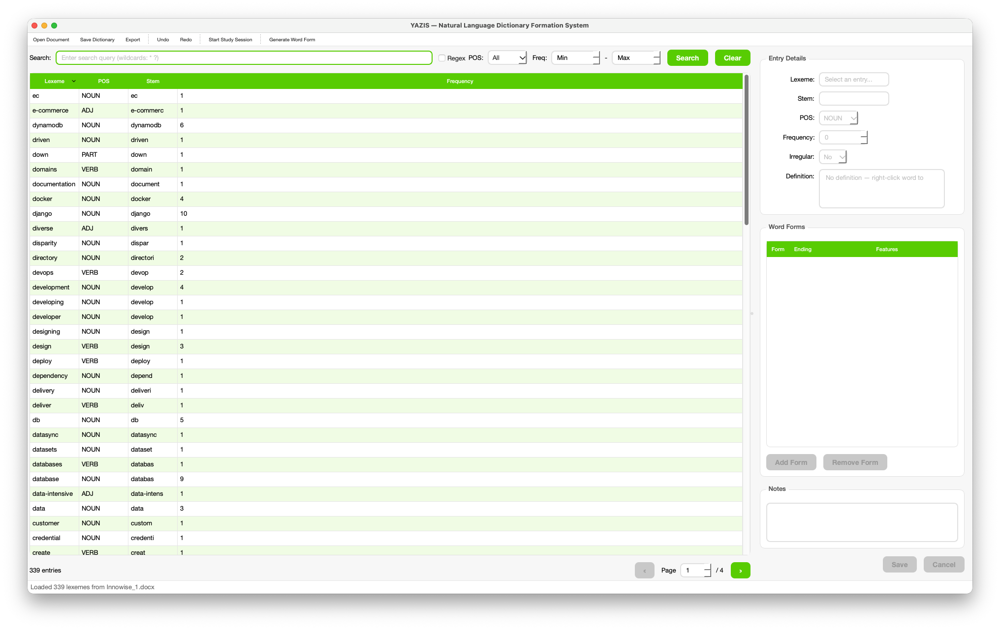 YAZIS — Natural Language Dictionary Formation System
Open Document Save Dictionary Export Undo Redo Start Study Session Generate Word Form
Search: Enter search query (wildcards: * ?) Regex POS: All Freq: Min - Max Search Clear
Lexeme POS Stem Frequency
ec NOUN ec 1
e-commerce ADJ e-commerc 1
dynamodb NOUN dynamodb 6
driven NOUN driven 1
down PART down 1
domains VERB domain 1
documentation NOUN document 1
docker NOUN docker 4
django NOUN django 10
diverse ADJ divers 1
disparity NOUN dispar 1
directory NOUN directori 2
devops VERB devop 2
development NOUN develop 4
developing NOUN develop 1
developer NOUN develop 1
designing NOUN design 1
design VERB design 3
deploy VERB deploy 1
dependency NOUN depend 1
delivery NOUN deliveri 1
deliver VERB deliv 1
db NOUN db 5
datasync NOUN datasync 1
datasets NOUN dataset 1
databases VERB databas 1
database NOUN databas 9
data-intensive ADJ data-intens 1
data NOUN data 3
customer NOUN custom 1
credential NOUN credenti 1
create VERB creat 1
339 entries
‹ Page 1 / 4 ›
Loaded 339 lexemes from Innowise_1.docx
Entry Details
Lexeme: Select an entry...
Stem:
POS: NOUN
Frequency: 0
Irregular: No
Definition: No definition — right-click word to
Word Forms
Form Ending Features
Add Form Remove Form
Notes
Save Cancel